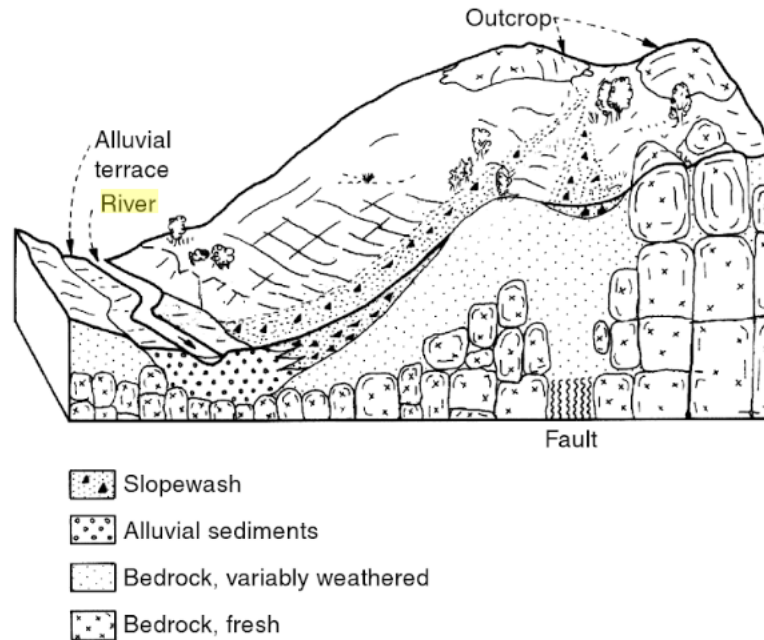 Outcrop
Alluvial
terrace
River
Fault
Slopewash
Alluvial sediments
Bedrock, variably weathered
Bedrock, fresh